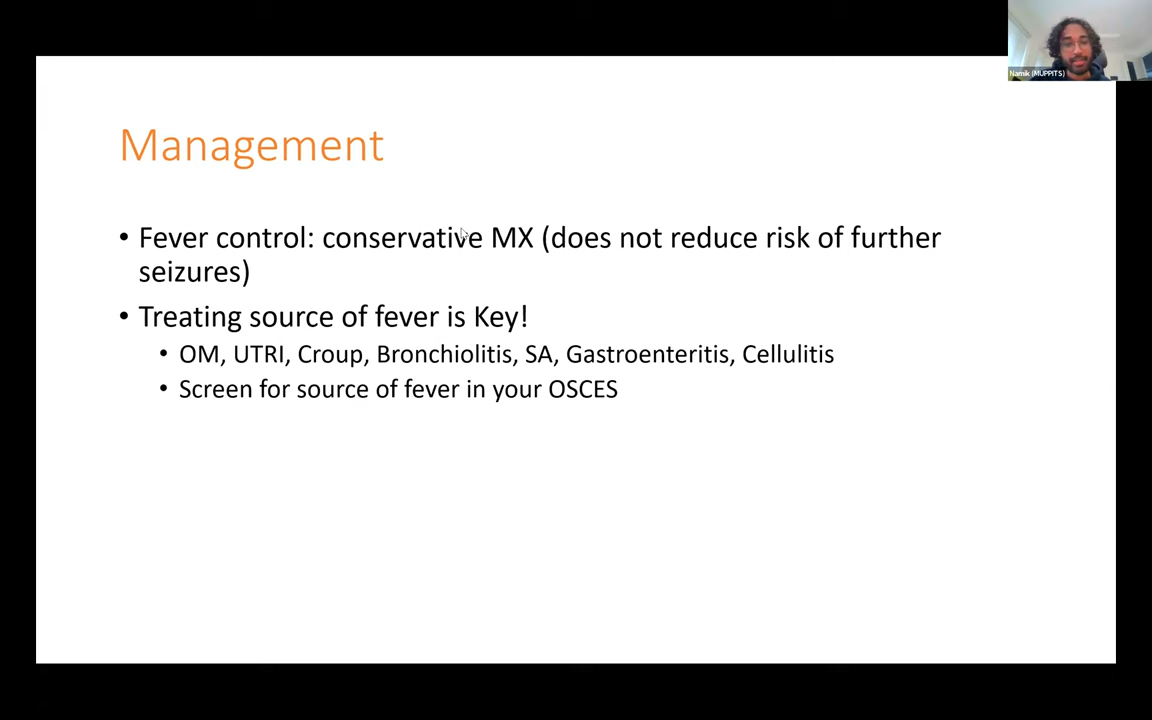 Namik (MUPPITS)
Management
• Fever control: conservative MX (does not reduce risk of further
seizures)
• Treating source of fever is Key!
• OM, UTRI, Croup, Bronchiolitis, SA, Gastroenteritis, Cellulitis
• Screen for source of fever in your OSCES